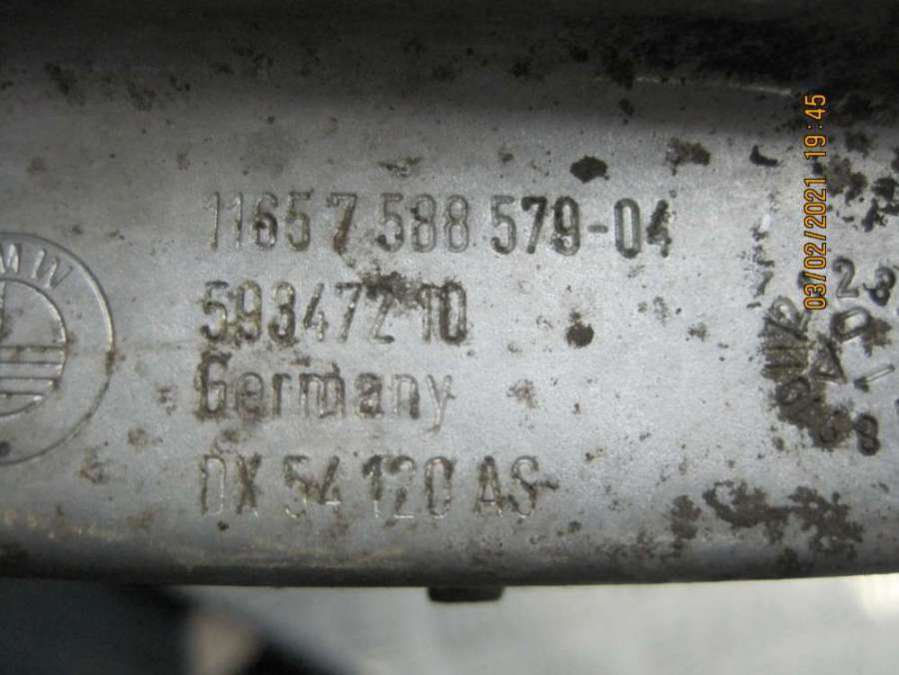 11657 588 579-04
59347210
Germany
DX 54 120 AS
03/02/2021 19:45